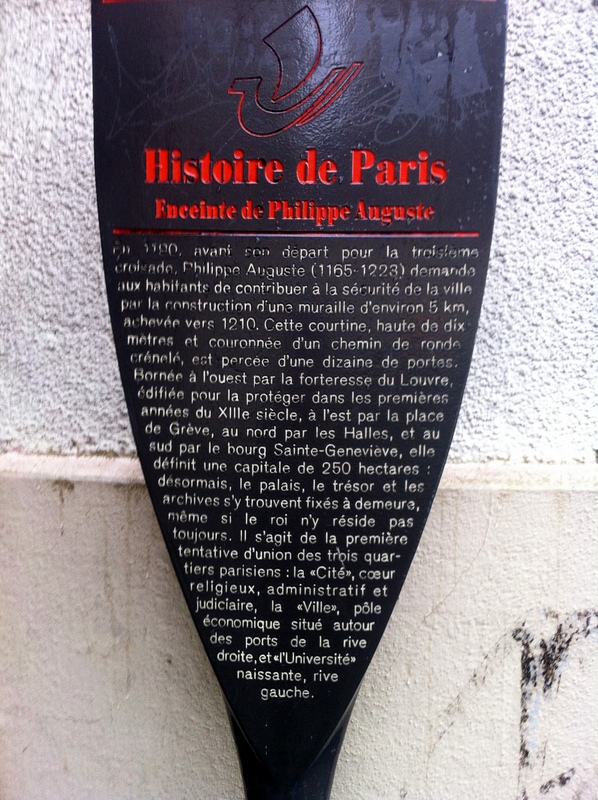 Histoire de Paris
Enceinte de Philippe Auguste
En 1190, avant son départ pour la troisième
croisade, Philippe Auguste (1165-1223) demande
aux habitants de contribuer à la sécurité de la ville
par la construction d'une muraille d'environ 5 km,
achevée vers 1210. Cette courtine, haute de dix
mètres et couronnée d'un chemin de ronde
crénelé, est percée d'une dizaine de portes.
Bornée à l'ouest par la forteresse du Louvre,
édifiée pour la protéger dans les premières
années du XIIIe siècle, à l'est par la place
de Grève, au nord par les Halles, et au
sud par le bourg Sainte-Geneviève, elle
définit une capitale de 250 hectares :
désormais, le palais, le trésor et les
archives s'y trouvent fixés à demeure,
même si le roi n'y réside pas
toujours. Il s'agit de la première
tentative d'union des trois quar-
tiers parisiens : la «Cité», cœur
religieux, administratif et
judiciaire, la «Ville», pôle
économique situé autour
des ports de la rive
droite, et «l'Université»
naissante, rive
gauche.